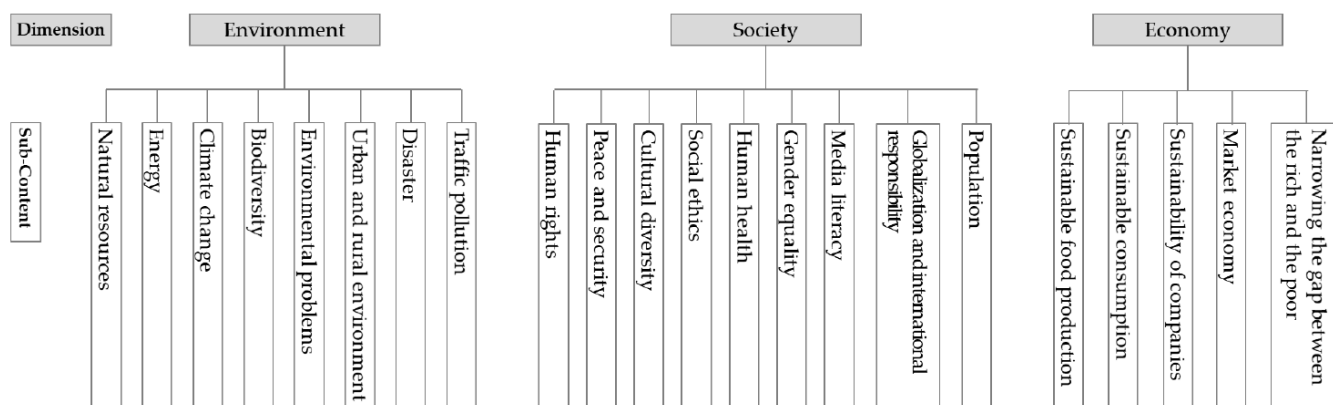 Dimension
Environment
Society
Economy
Sub-Content
Natural resources
Energy
Climate change
Biodiversity
Environmental problems
Urban and rural environment
Disaster
Traffic pollution
Human rights
Peace and security
Cultural diversity
Social ethics
Human health
Gender equality
Media literacy
Globalization and international
responsibility
Population
Sustainable food production
Sustainable consumption
Sustainability of companies
Market economy
Narrowing the gap between
the rich and the poor